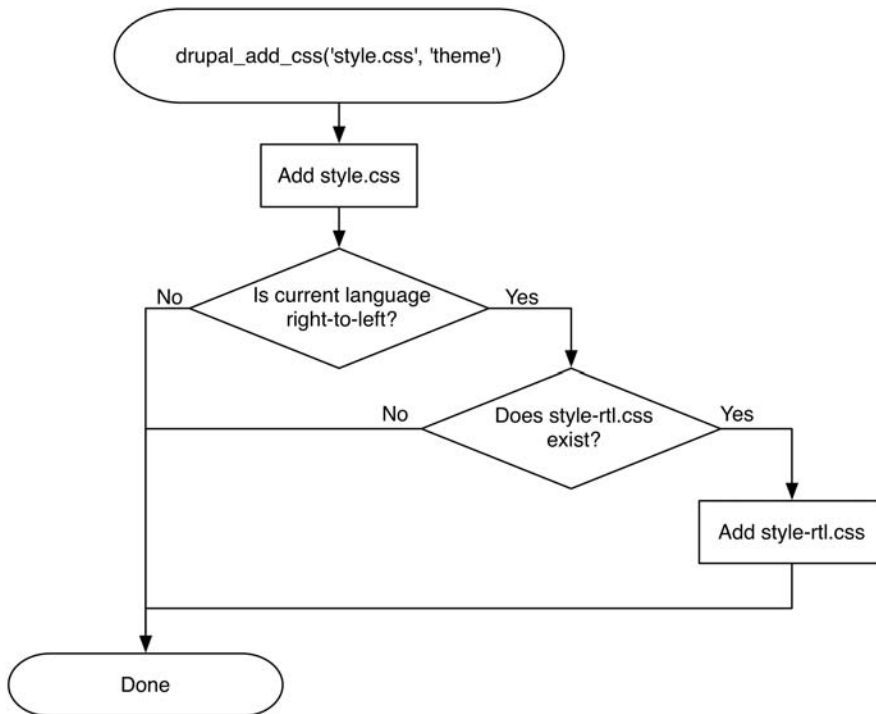 drupal_add_css('style.css', 'theme')
Add style.css
Is current language
right-to-left?
No
Yes
Does style-rtl.css
exist?
No
Yes
Add style-rtl.css
Done